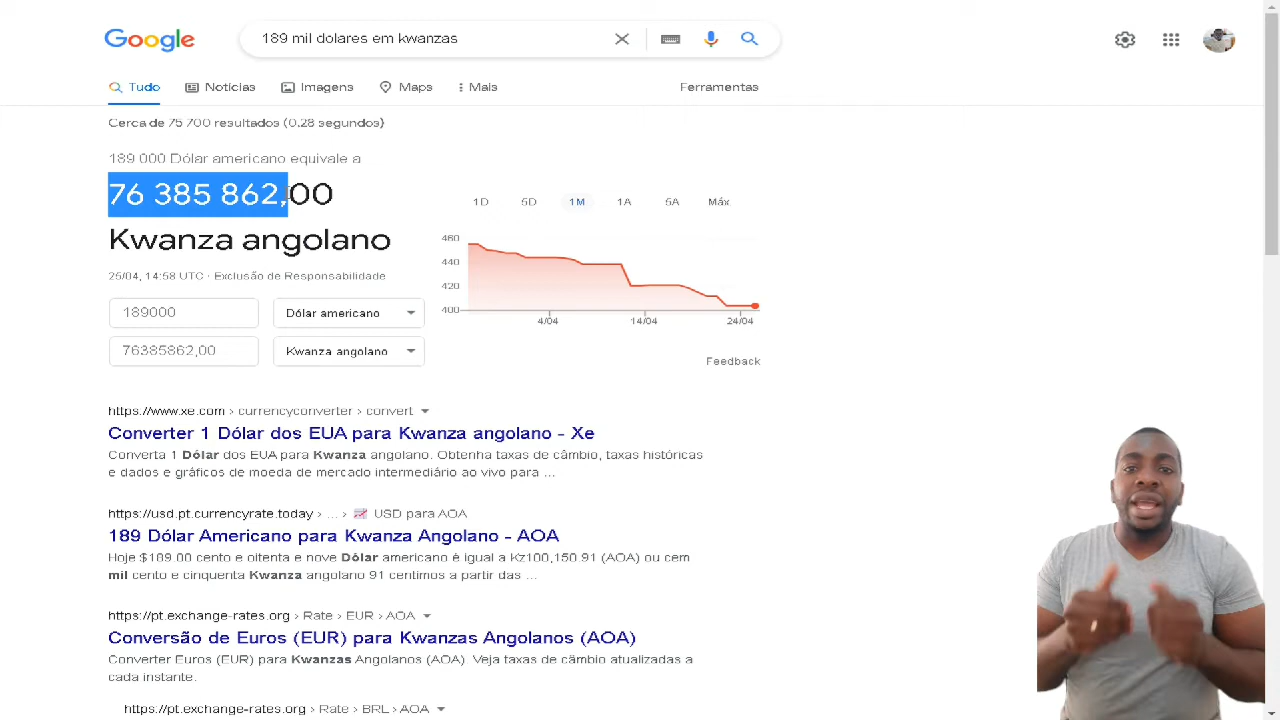 Google
189 mil dolares em kwanzas
Tudo Notícias Imagens Maps Mais Ferramentas
Cerca de 75 700 resultados (0,28 segundos)
189 000 Dólar americano equivale a
76 385 862,00
Kwanza angolano
25/04, 14:58 UTC · Exclusão de Responsabilidade
189000 Dólar americano
76385862,00 Kwanza angolano
1D 5D 1M 1A 5A Máx
460
440
420
400
4/04 14/04 24/04
Feedback
https://www.xe.com › currencyconverter › convert
Converter 1 Dólar dos EUA para Kwanza angolano - Xe
Converta 1 Dólar dos EUA para Kwanza angolano. Obtenha taxas de câmbio, taxas históricas
e dados e gráficos de moeda de mercado intermediário ao vivo para ...
https://usd.pt.currencyrate.today › ... › USD para AOA
189 Dólar Americano para Kwanza Angolano - AOA
Hoje $189.00 cento e oitenta e nove Dólar americano é igual a Kz100,150.91 (AOA) ou cem
mil cento e cinquenta Kwanza angolano 91 centimos a partir das ...
https://pt.exchange-rates.org › Rate › EUR › AOA
Conversão de Euros (EUR) para Kwanzas Angolanos (AOA)
Converter Euros (EUR) para Kwanzas Angolanos (AOA) Veja taxas de câmbio atualizadas a
cada instante.
https://pt.exchange-rates.org › Rate › BRL › AOA